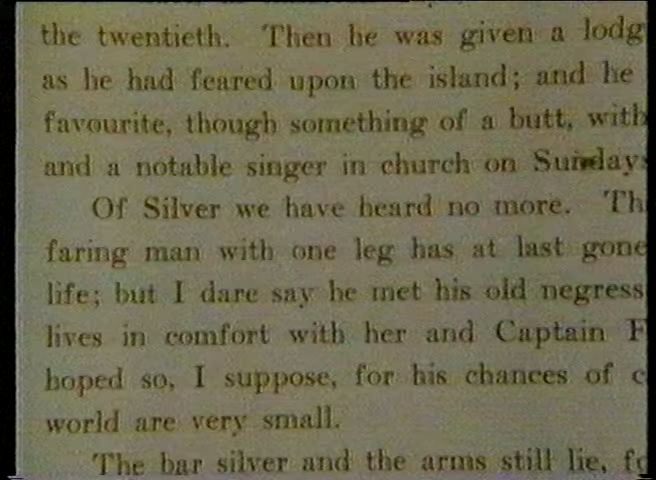 the twentieth. Then he was given a lodg
as he had feared upon the island; and he
favourite, though something of a butt, with
and a notable singer in church on Sundays
Of Silver we have heard no more. Th
faring man with one leg has at last gone
life; but I dare say he met his old negress
lives in comfort with her and Captain F
hoped so, I suppose, for his chances of c
world are very small.
The bar silver and the arms still lie, fo